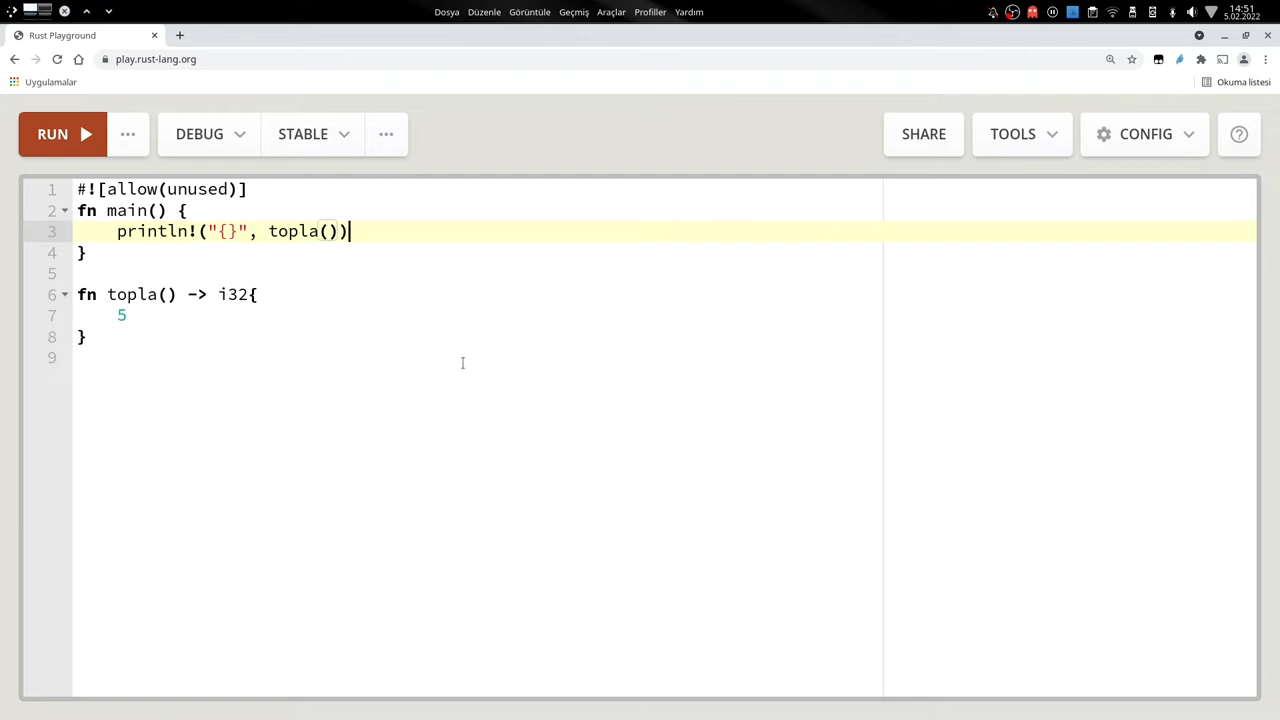 Dosya Düzenle Görüntüle Geçmiş Araçlar Profiller Yardım
14:51
5.02.2022
Rust Playground
play.rust-lang.org
Uygulamalar
Okuma listesi
RUN
DEBUG
STABLE
SHARE
TOOLS
CONFIG
1 #![allow(unused)]
2 fn main() {
3     println!("{}", topla())
4 }
5
6 fn topla() -> i32{
7     5
8 }
9